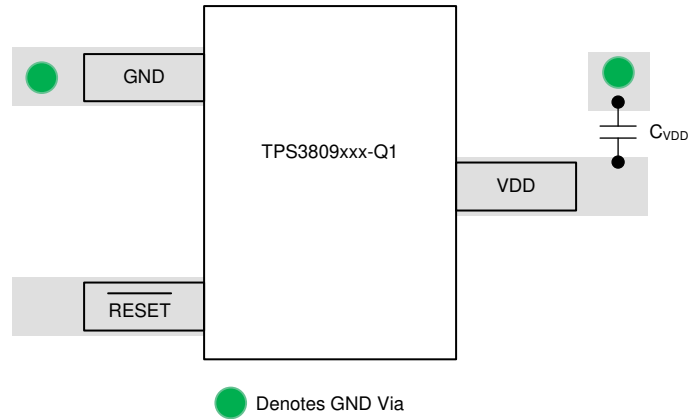 GND
TPS3809xxx-Q1
C_VDD
VDD
RESET
Denotes GND Via